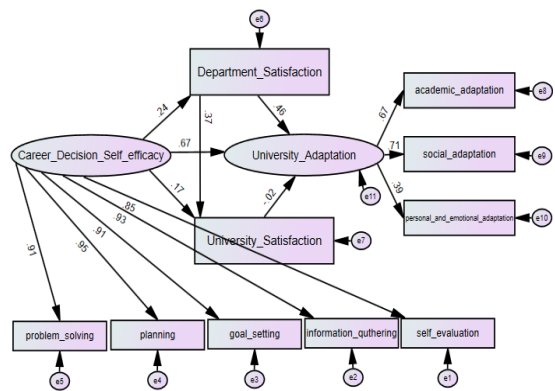 e6
Department_Satisfaction
.24
.37
.46
.67
academic_adaptation
e8
Career_Decision_Self_efficacy
.67
University_Adaptation
.71
social_adaptation
e9
.17
-.02
e11
.39
personal_and_emotional_adaptation
e10
University_Satisfaction
e7
.85
.93
.91
.95
.91
problem_solving
planning
goal_setting
information_quthering
self_evaluation
e5
e4
e3
e2
e1